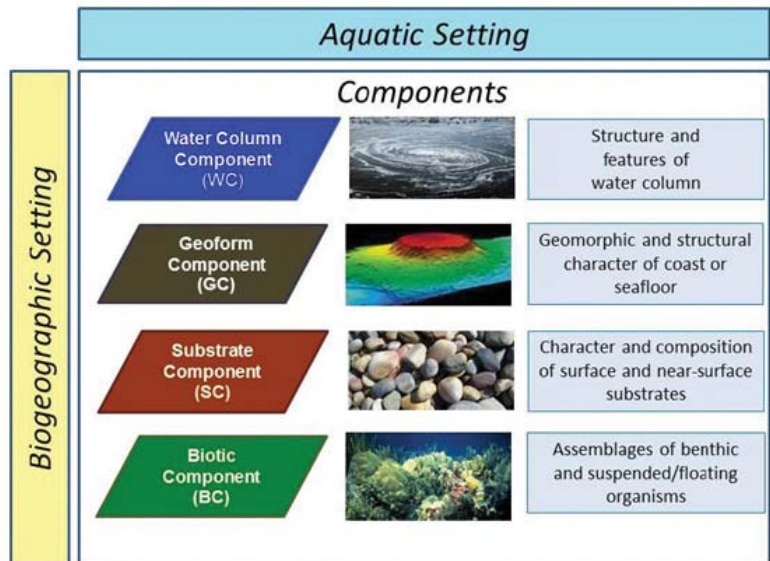 Aquatic Setting
Biogeographic Setting
Components
Water Column
Component
(WC)
Structure and
features of
water column
Geoform
Component
(GC)
Geomorphic and structural
character of coast or
seafloor
Substrate
Component
(SC)
Character and composition
of surface and near-surface
substrates
Biotic
Component
(BC)
Assemblages of benthic
and suspended/floating
organisms